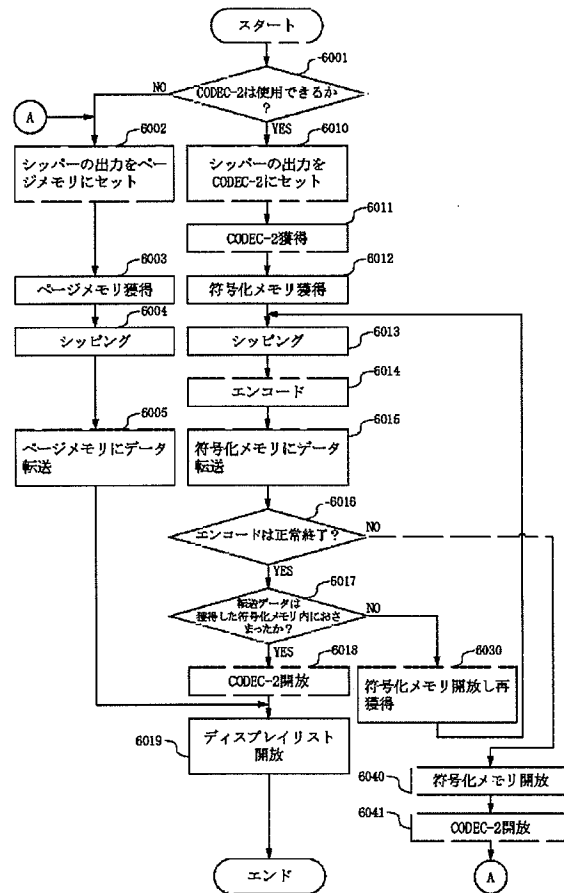 スタート
6001
CODEC-2は使用できるか
?
NO
YES
A
6002
シッパーの出力をペー
ジメモリにセット
6010
シッパーの出力を
CODEC-2にセット
6011
CODEC-2獲得
6003
ページメモリ獲得
6012
符号化メモリ獲得
6004
シッピング
6013
シッピング
6014
エンコード
6005
ページメモリにデータ
転送
6015
符号化メモリにデータ
転送
6016
エンコードは正常終了?
NO
YES
6017
転送データは
獲得した符号化メモリ内におさ
まったか?
NO
YES
6018
CODEC-2開放
6030
符号化メモリ開放し再
獲得
6019
ディスプレイリスト
開放
6040
符号化メモリ開放
6041
CODEC-2開放
エンド
A